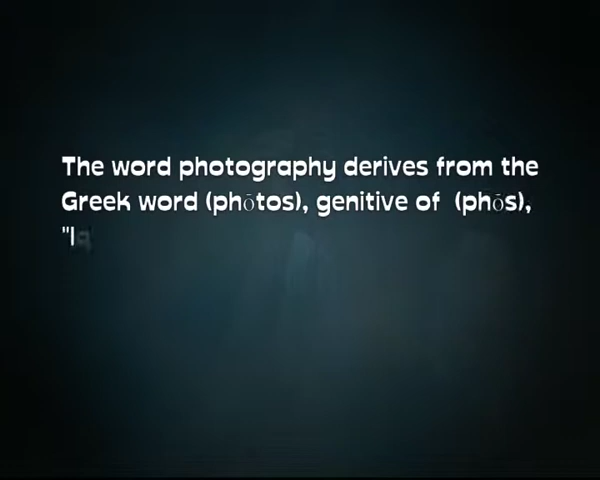 The word photography derives from the
Greek word (phōtos), genitive of (phōs),
"l